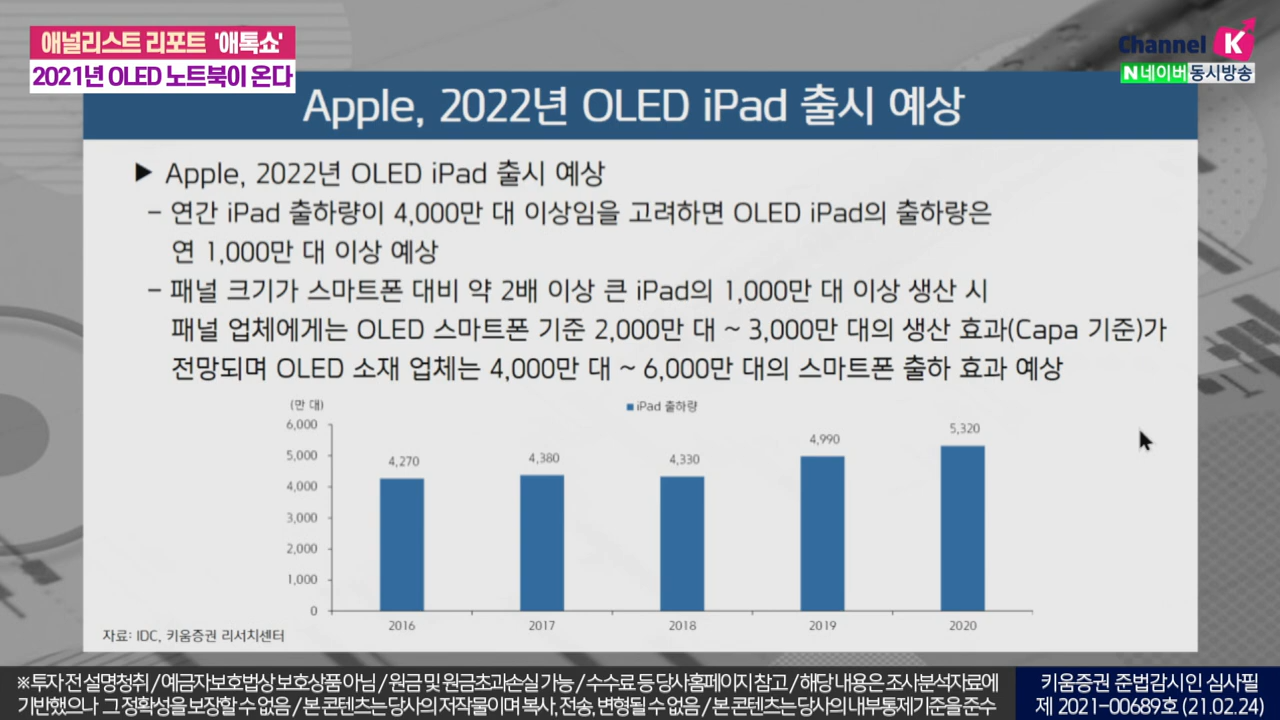 애널리스트 리포트 '애톡쇼'
2021년 OLED 노트북이 온다
Channel K
N 네이버 동시방송
Apple, 2022년 OLED iPad 출시 예상
▶ Apple, 2022년 OLED iPad 출시 예상
– 연간 iPad 출하량이 4,000만 대 이상임을 고려하면 OLED iPad의 출하량은
연 1,000만 대 이상 예상
– 패널 크기가 스마트폰 대비 약 2배 이상 큰 iPad의 1,000만 대 이상 생산 시
패널 업체에게는 OLED 스마트폰 기준 2,000만 대 ~ 3,000만 대의 생산 효과(Capa 기준)가
전망되며 OLED 소재 업체는 4,000만 대 ~ 6,000만 대의 스마트폰 출하 효과 예상
(만 대)
■ iPad 출하량
6,000
5,000
4,000
3,000
2,000
1,000
0
4,270
4,380
4,330
4,990
5,320
2016
2017
2018
2019
2020
자료: IDC, 키움증권 리서치센터
※ 투자 전 설명청취 / 예금자보호법상 보호상품 아님 / 원금 및 원금초과손실 가능 / 수수료 등 당사홈페이지 참고 / 해당 내용은 조사분석자료에
기반했으나 그 정확성을 보장할 수 없음 / 본 콘텐츠는 당사의 저작물이며 복사, 전송, 변형될 수 없음 / 본 콘텐츠는 당사의 내부통제기준을 준수
키움증권 준법감시인 심사필
제 2021-00689호 (21.02.24)